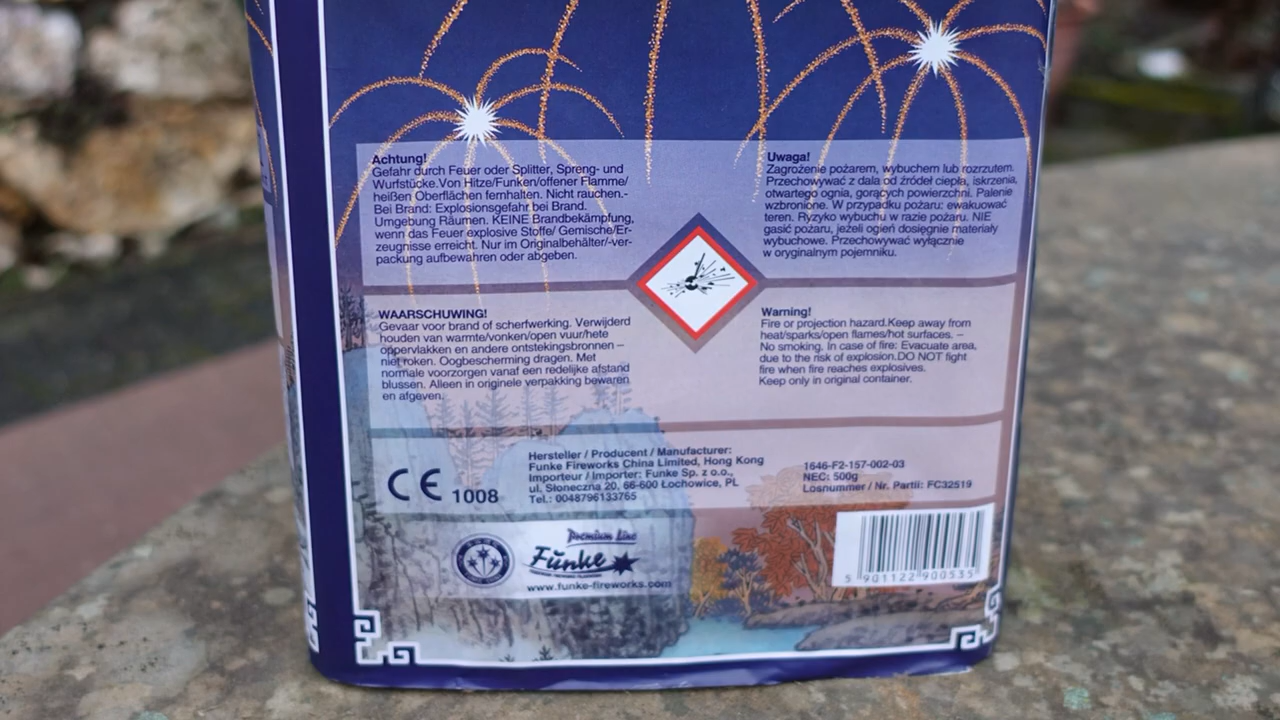 Achtung!
Gefahr durch Feuer oder Splitter, Spreng- und
Wurfstücke.Von Hitze/Funken/offener Flamme/
heißen Oberflächen fernhalten. Nicht rauchen.-
Bei Brand: Explosionsgefahr bei Brand.
Umgebung Räumen. KEINE Brandbekämpfung,
wenn das Feuer explosive Stoffe/ Gemische/Er-
zeugnisse erreicht. Nur im Originalbehälter/-ver-
packung aufbewahren oder abgeben.
Uwaga!
Zagrożenie pożarem, wybuchem lub rozrzutem.
Przechowywać z dala od źródeł ciepła, iskrzenia,
otwartego ognia, gorących powierzchni. Palenie
wzbronione. W przypadku pożaru: ewakuować
teren. Ryzyko wybuchu w razie pożaru. NIE
gasić pożaru, jeżeli ogień dosięgnie materiały
wybuchowe. Przechowywać wyłącznie
w oryginalnym pojemniku.
WAARSCHUWING!
Gevaar voor brand of scherfwerking. Verwijderd
houden van warmte/vonken/open vuur/hete
oppervlakken en andere ontstekingsbronnen –
niet roken. Oogbescherming dragen. Met
normale voorzorgen vanaf een redelijke afstand
blussen. Alleen in originele verpakking bewaren
en afgeven.
Warning!
Fire or projection hazard.Keep away from
heat/sparks/open flames/hot surfaces.
No smoking. In case of fire: Evacuate area,
due to the risk of explosion.DO NOT fight
fire when fire reaches explosives.
Keep only in original container.
CE 1008
Hersteller / Producent / Manufacturer:
Funke Fireworks China Limited, Hong Kong
Importeur / Importer: Funke Sp. z o.o.,
ul. Słoneczna 20, 66-600 Łochowice, PL
Tel.: 0048796133765
1646-F2-157-002-03
NEC: 500g
Losnummer / Nr. Partii: FC32519
Premium Line
Funke
www.funke-fireworks.com
5 901122 900535